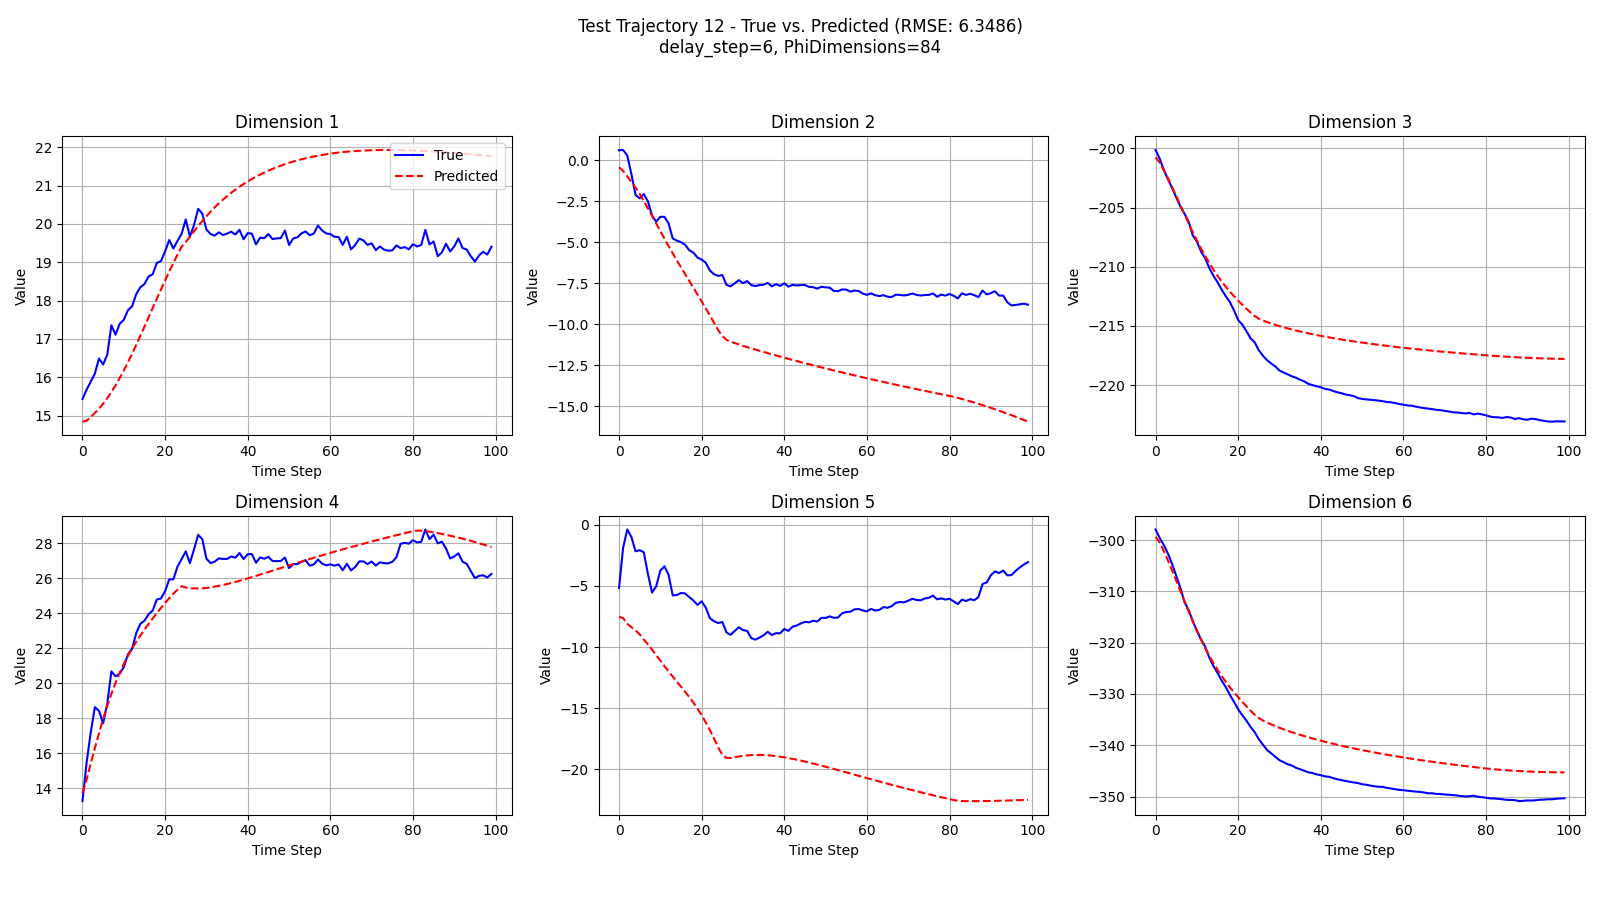 Test Trajectory 12 - True vs. Predicted (RMSE: 6.3486)
delay_step=6, PhiDimensions=84
Dimension 1
22
21
20
19
18
17
16
15
Value
0 20 40 60 80 100
Time Step
True
Predicted
Dimension 2
0.0
−2.5
−5.0
−7.5
−10.0
−12.5
−15.0
Value
0 20 40 60 80 100
Time Step
Dimension 3
−200
−205
−210
−215
−220
Value
0 20 40 60 80 100
Time Step
Dimension 4
28
26
24
22
20
18
16
14
Value
0 20 40 60 80 100
Time Step
Dimension 5
0
−5
−10
−15
−20
Value
0 20 40 60 80 100
Time Step
Dimension 6
−300
−310
−320
−330
−340
−350
Value
0 20 40 60 80 100
Time Step